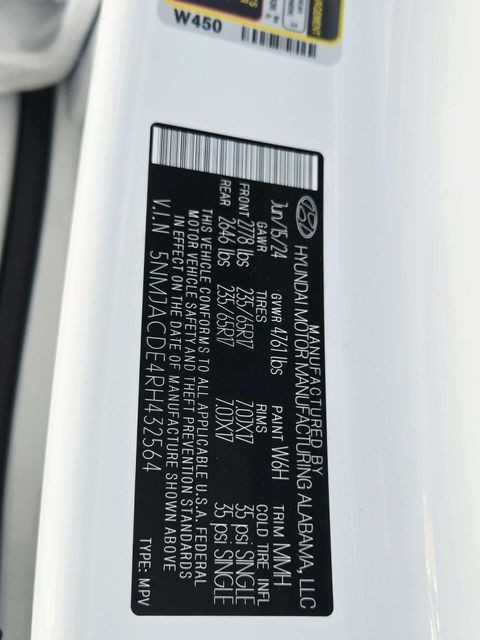 W450
MANUFACTURED BY
HYUNDAI MOTOR MANUFACTURING ALABAMA, LLC
Jun/15/24 GVWR 4761 lbs PAINT W6H TRIM MMH
GAWR TIRES RIMS COLD TIRE INFL
FRONT 2778 lbs 235/65R17 7.0JX17 35 psi SINGLE
REAR 2646 lbs 235/65R17 7.0JX17 35 psi SINGLE
THIS VEHICLE CONFORMS TO ALL APPLICABLE U.S.A. FEDERAL
MOTOR VEHICLE SAFETY AND THEFT PREVENTION STANDARDS
IN EFFECT ON THE DATE OF MANUFACTURE SHOWN ABOVE
V.I.N 5NMJACDE4RH432564 TYPE: MPV